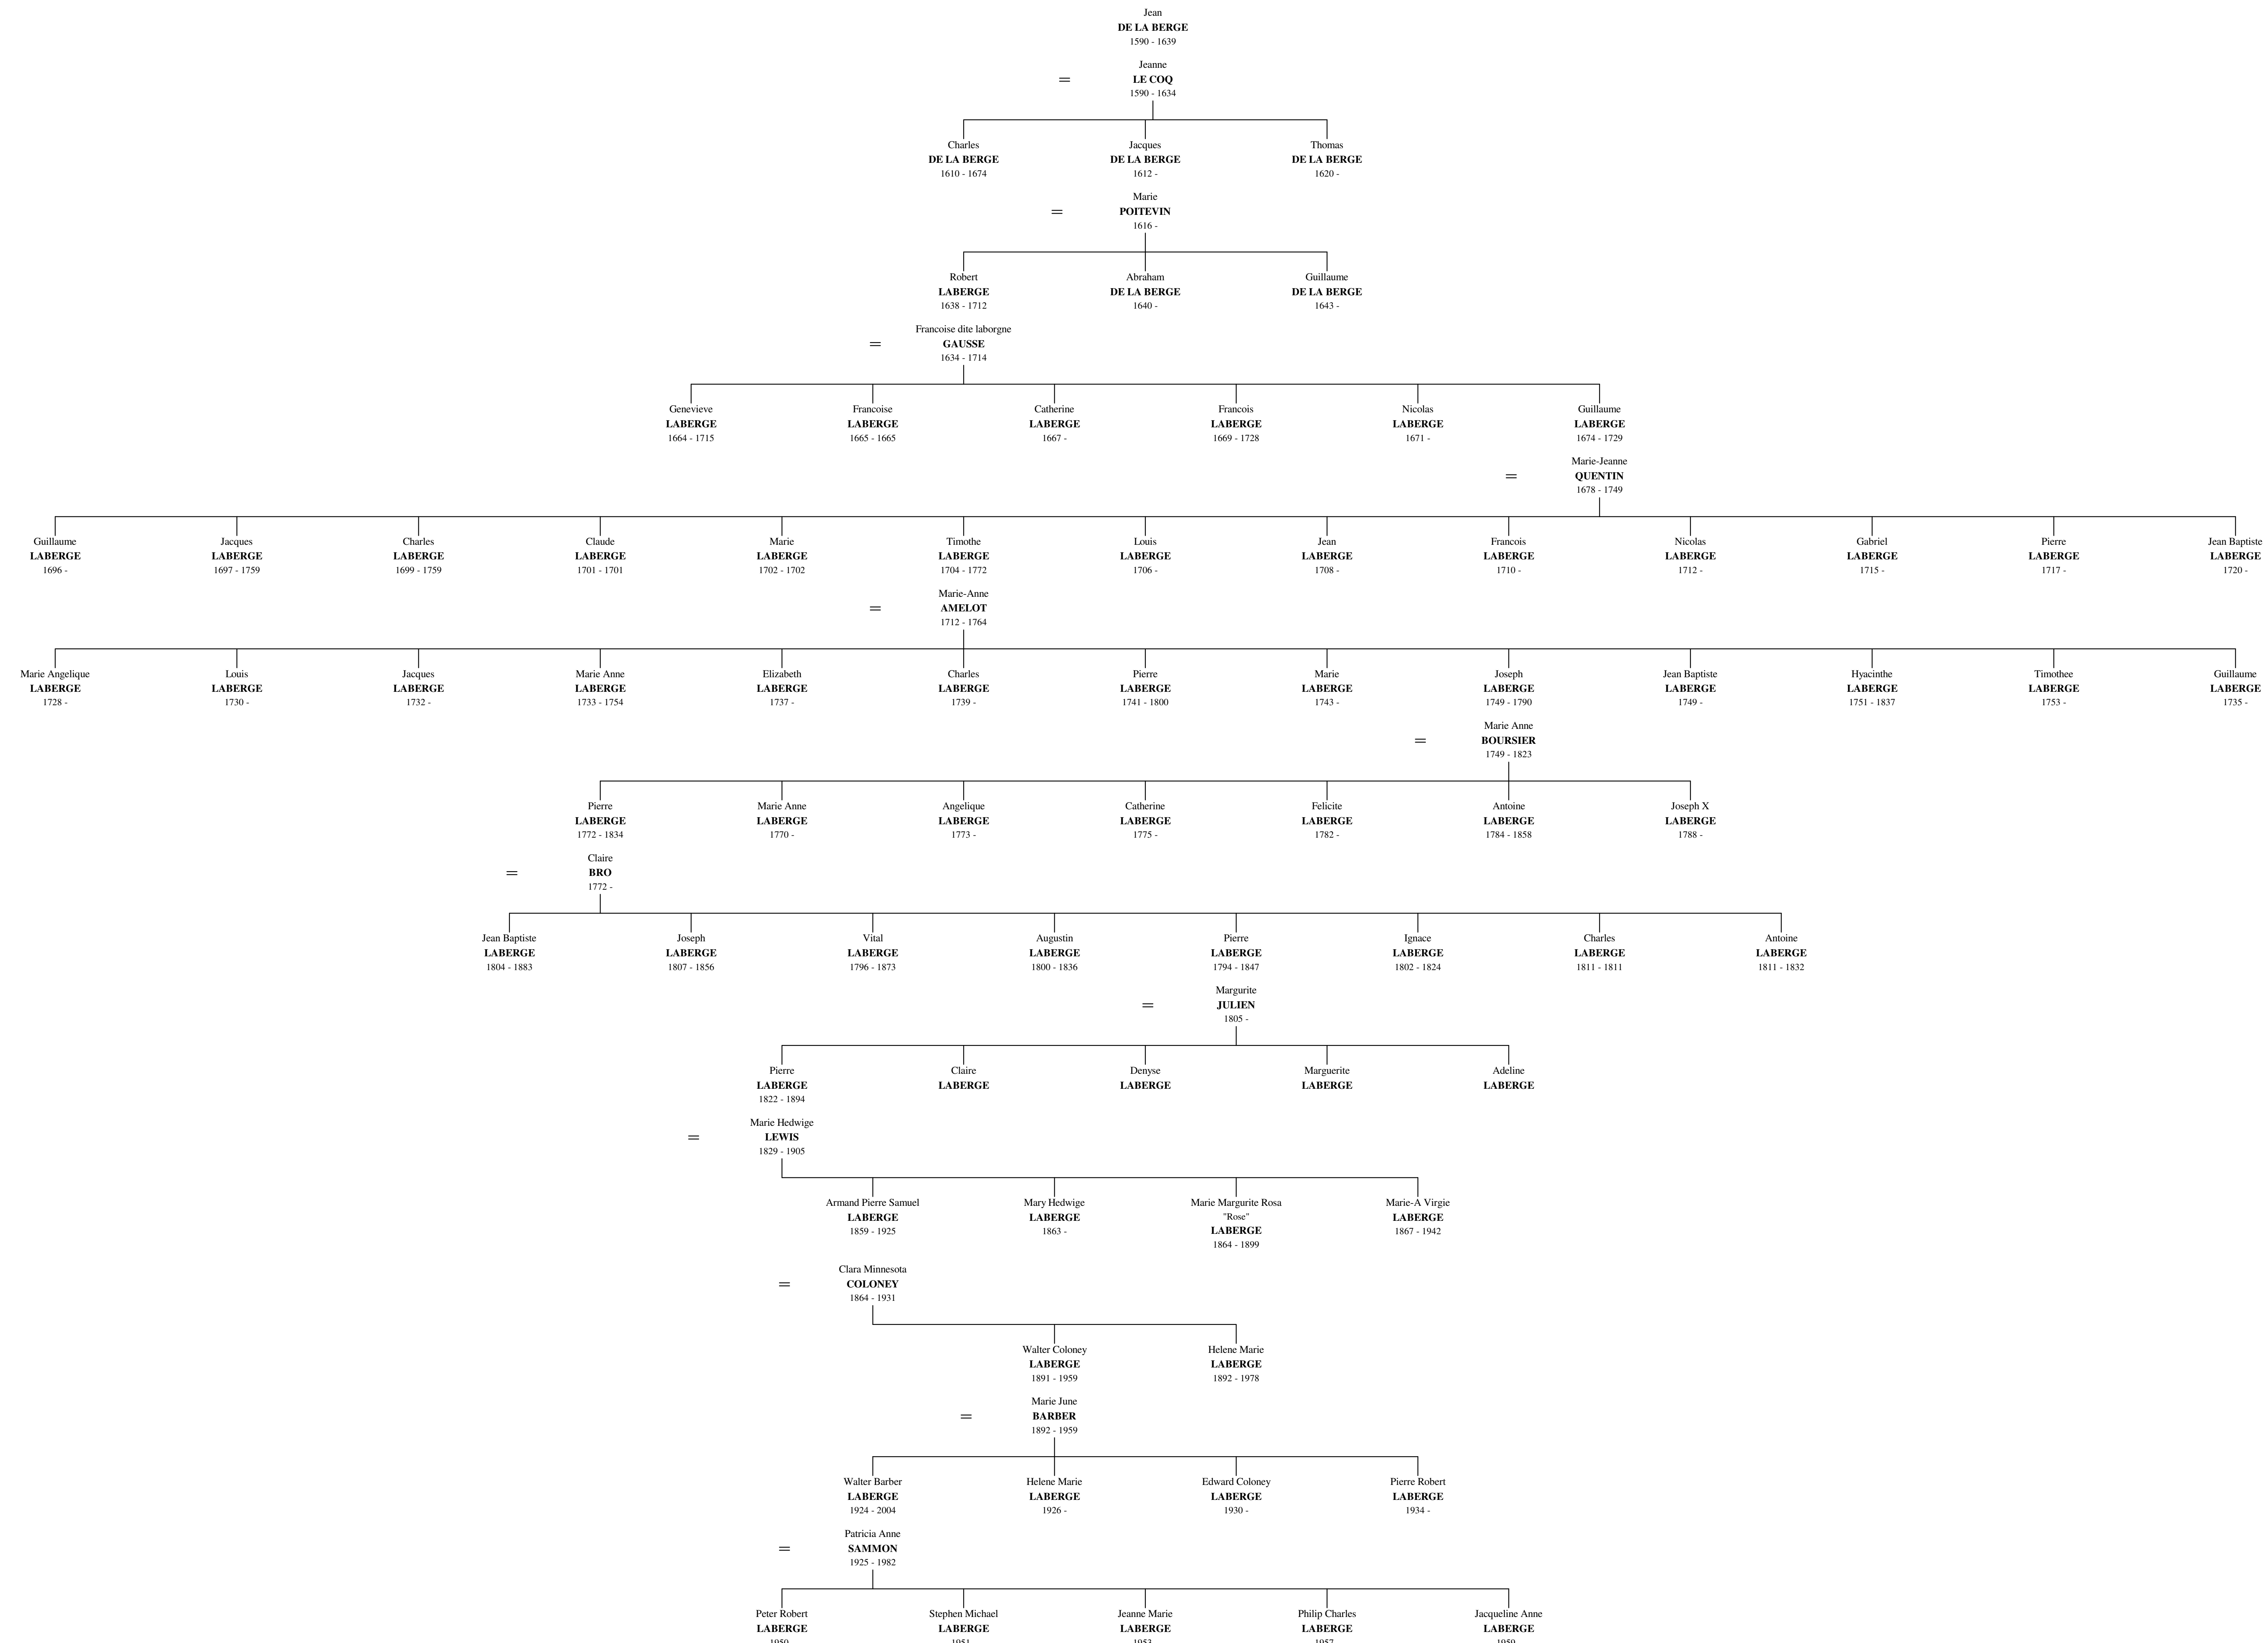 Jean
DE LA BERGE
1590 - 1639
Jeanne
= LE COQ
1590 - 1634
Charles Jacques Thomas
DE LA BERGE DE LA BERGE DE LA BERGE
1610 - 1674 1612 - 1620 -
Marie
= POITEVIN
1616 -
Robert Abraham Guillaume
LABERGE DE LA BERGE DE LA BERGE
1638 - 1712 1640 - 1643 -
Francoise dite laborgne
= GAUSSE
1634 - 1714
Genevieve Francoise Catherine Francois Nicolas Guillaume
LABERGE LABERGE LABERGE LABERGE LABERGE LABERGE
1664 - 1715 1665 - 1665 1667 - 1669 - 1728 1671 - 1674 - 1729
Marie-Jeanne
= QUENTIN
1678 - 1749
Guillaume Jacques Charles Claude Marie Timothe Louis Jean Francois Nicolas Gabriel Pierre Jean Baptiste
LABERGE LABERGE LABERGE LABERGE LABERGE LABERGE LABERGE LABERGE LABERGE LABERGE LABERGE LABERGE LABERGE
1696 - 1697 - 1759 1699 - 1759 1701 - 1701 1702 - 1702 1704 - 1772 1706 - 1708 - 1710 - 1712 - 1715 - 1717 - 1720 -
Marie-Anne
= AMELOT
1712 - 1764
Marie Angelique Louis Jacques Marie Anne Elizabeth Charles Pierre Marie Joseph Jean Baptiste Hyacinthe Timothee Guillaume
LABERGE LABERGE LABERGE LABERGE LABERGE LABERGE LABERGE LABERGE LABERGE LABERGE LABERGE LABERGE LABERGE
1728 - 1730 - 1732 - 1733 - 1754 1737 - 1739 - 1741 - 1800 1743 - 1749 - 1790 1749 - 1751 - 1837 1753 - 1735 -
Marie Anne
= BOURSIER
1749 - 1823
Pierre Marie Anne Angelique Catherine Felicite Antoine Joseph X
LABERGE LABERGE LABERGE LABERGE LABERGE LABERGE LABERGE
1772 - 1834 1770 - 1773 - 1775 - 1782 - 1784 - 1858 1788 -
Claire
= BRO
1772 -
Jean Baptiste Joseph Vital Augustin Pierre Ignace Charles Antoine
LABERGE LABERGE LABERGE LABERGE LABERGE LABERGE LABERGE LABERGE
1804 - 1883 1807 - 1856 1796 - 1873 1800 - 1836 1794 - 1847 1802 - 1824 1811 - 1811 1811 - 1832
Margurite
= JULIEN
1805 -
Pierre Claire Denyse Marguerite Adeline
LABERGE LABERGE LABERGE LABERGE LABERGE
1822 - 1894
Marie Hedwige
= LEWIS
1829 - 1905
Armand Pierre Samuel Mary Hedwige Marie Margurite Rosa Marie-A Virgie
LABERGE LABERGE "Rose" LABERGE
1859 - 1925 1863 - LABERGE 1867 - 1942
1864 - 1899
Clara Minnesota
= COLONEY
1864 - 1931
Walter Coloney Helene Marie
LABERGE LABERGE
1891 - 1959 1892 - 1978
Marie June
= BARBER
1892 - 1959
Walter Barber Helene Marie Edward Coloney Pierre Robert
LABERGE LABERGE LABERGE LABERGE
1924 - 2004 1926 - 1930 - 1934 -
Patricia Anne
= SAMMON
1925 - 1982
Peter Robert Stephen Michael Jeanne Marie Philip Charles Jacqueline Anne
LABERGE LABERGE LABERGE LABERGE LABERGE
1950 1951 1953 1957 1959